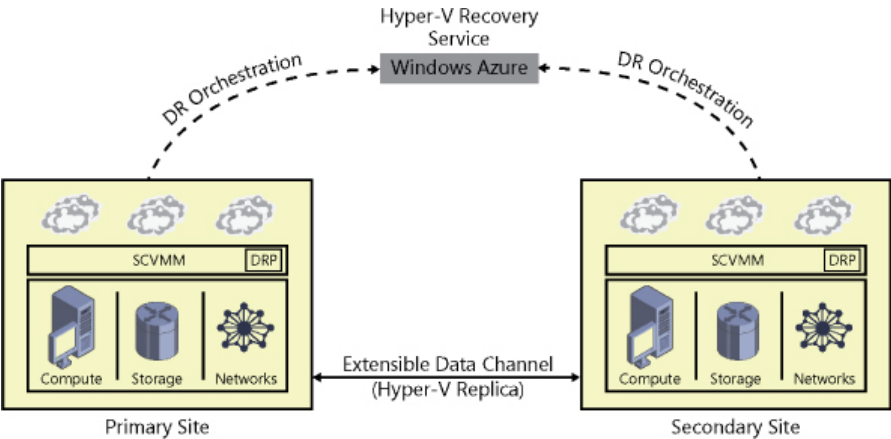 Hyper-V Recovery
Service
Windows Azure
DR Orchestration
DR Orchestration
SCVMM
DRP
Compute
Storage
Networks
Primary Site
Extensible Data Channel
(Hyper-V Replica)
SCVMM
DRP
Compute
Storage
Networks
Secondary Site